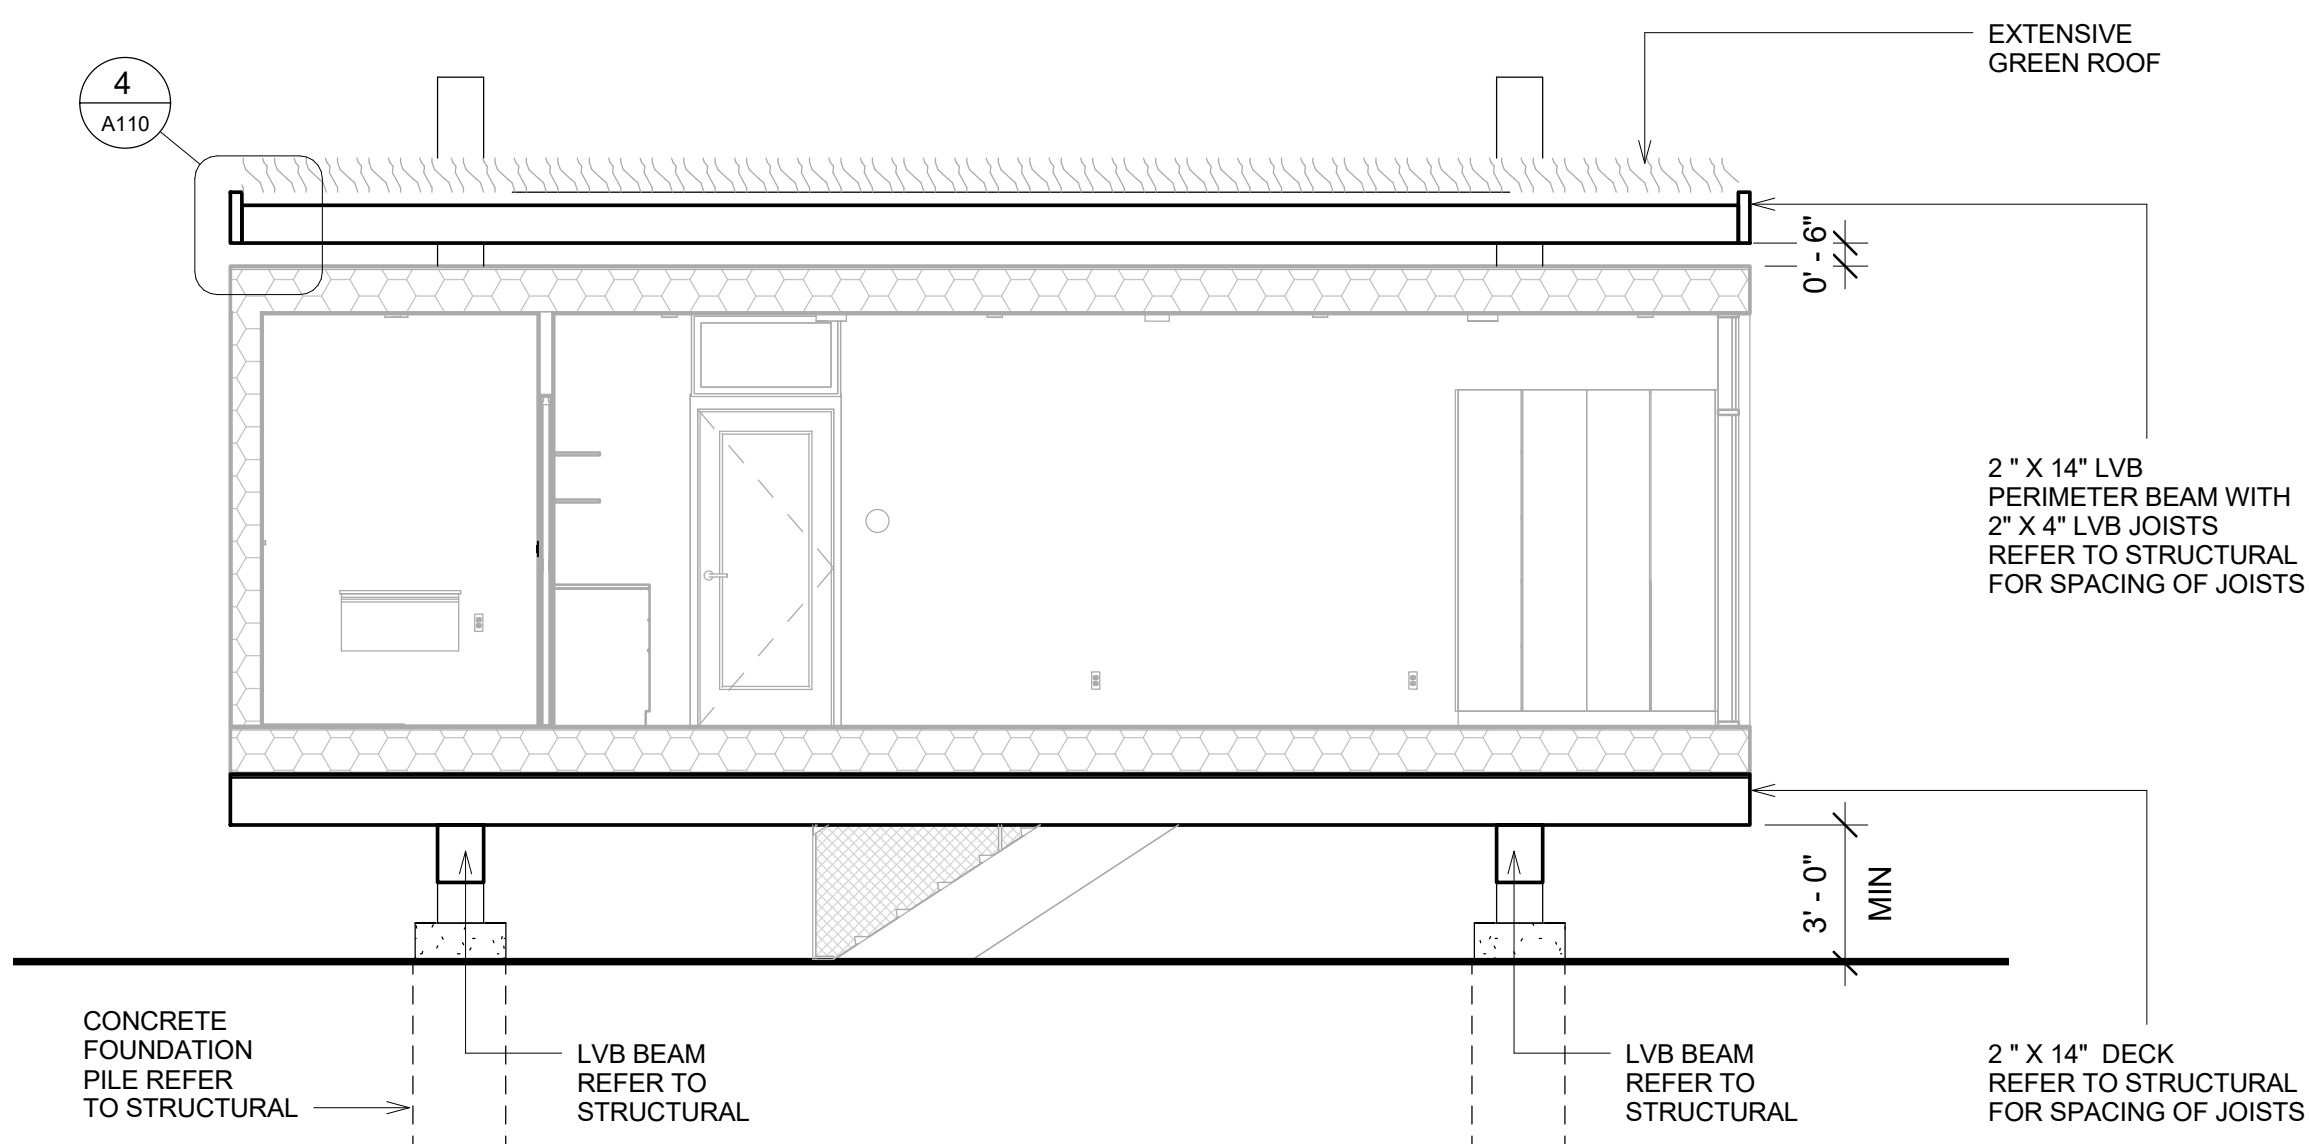 4
A110
EXTENSIVE
GREEN ROOF
0' - 6"
2 " X 14" LVB
PERIMETER BEAM WITH
2" X 4" LVB JOISTS
REFER TO STRUCTURAL
FOR SPACING OF JOISTS
3' - 0"
MIN
CONCRETE
FOUNDATION
PILE REFER
TO STRUCTURAL
LVB BEAM
REFER TO
STRUCTURAL
LVB BEAM
REFER TO
STRUCTURAL
2 " X 14"  DECK
REFER TO STRUCTURAL
FOR SPACING OF JOISTS